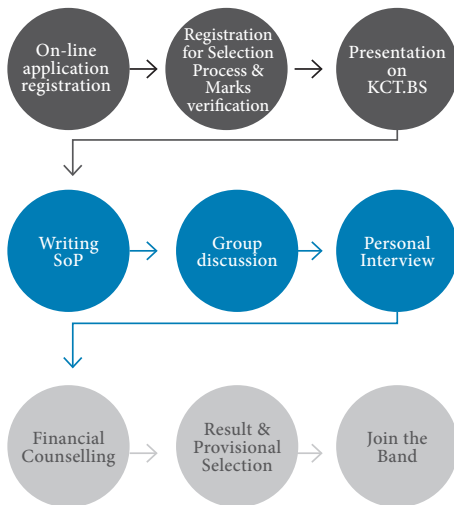 On-line
application
registration
Registration
for Selection
Process &
Marks
verification
Presentation
on
KCT.BS
Writing
SoP
Group
discussion
Personal
Interview
Financial
Counselling
Result &
Provisional
Selection
Join the
Band